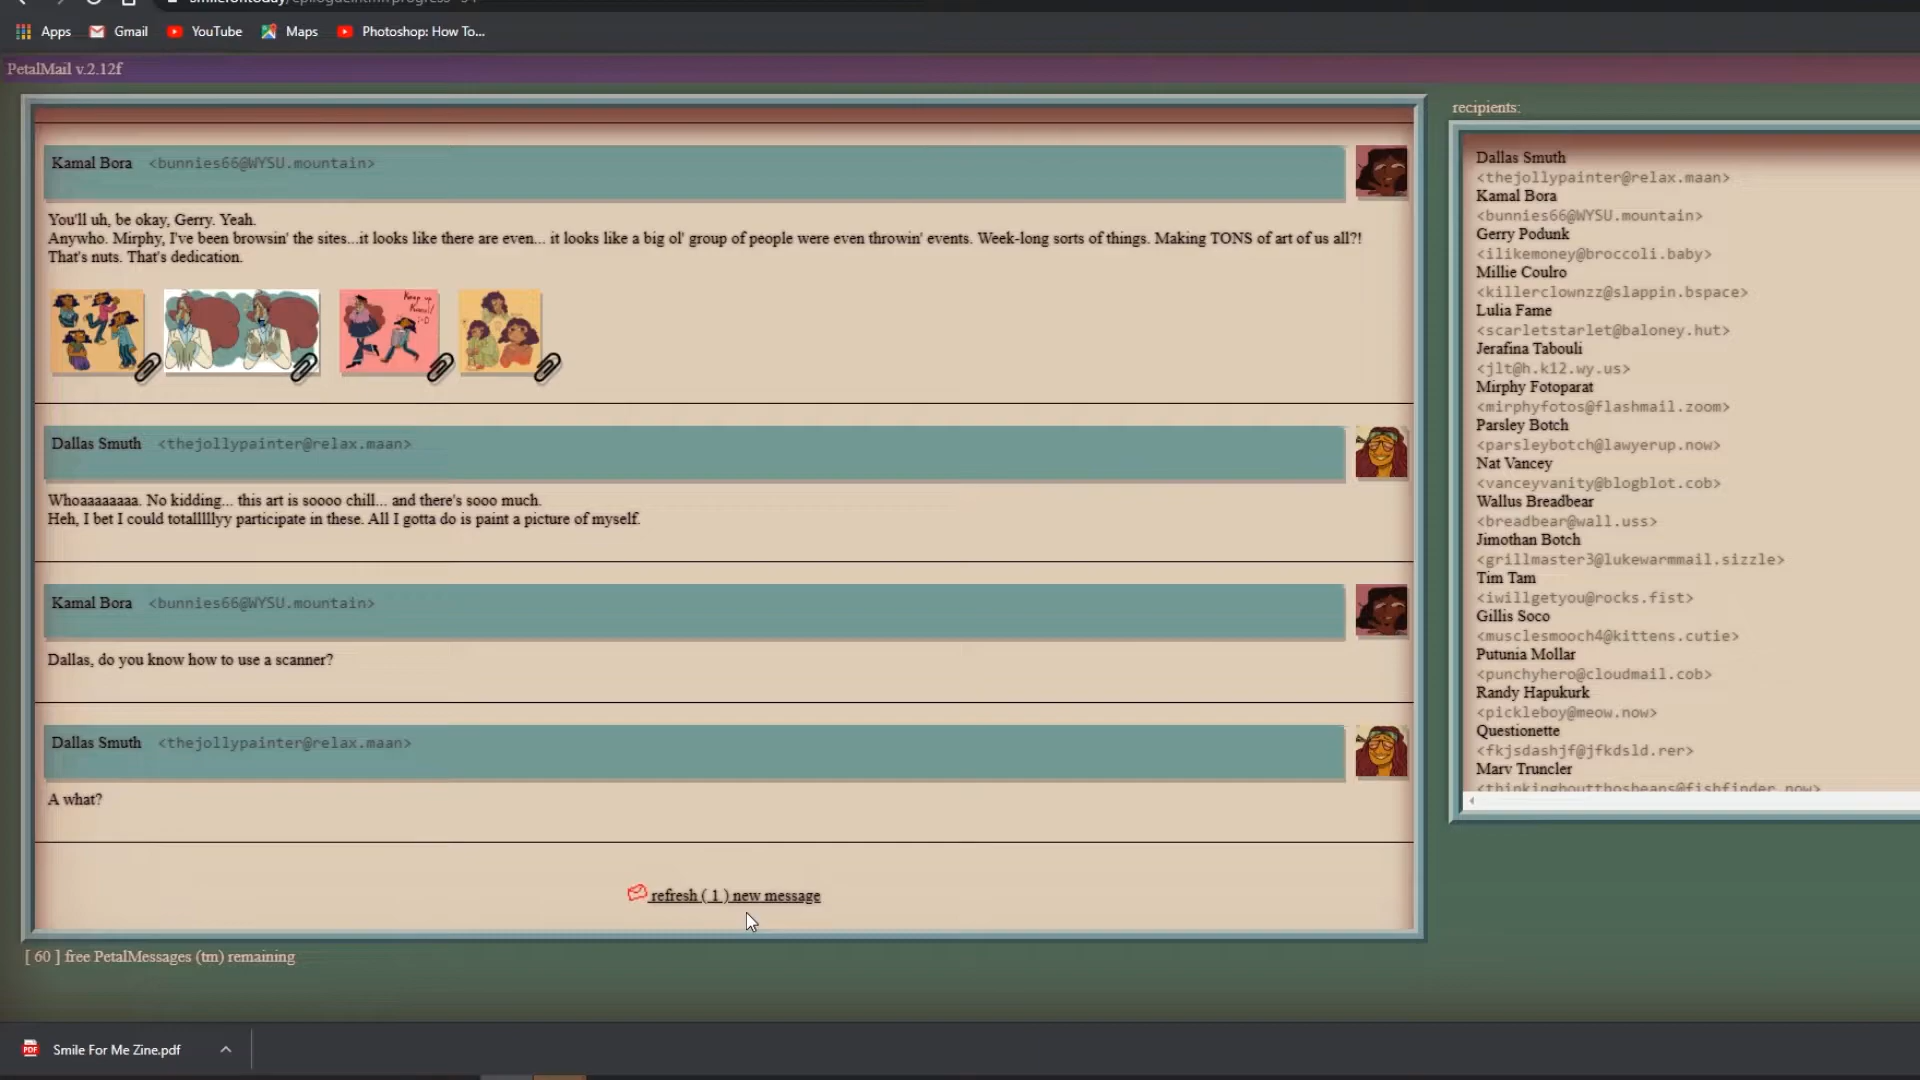 Apps
Gmail
YouTube
Maps
Photoshop: How To...
PetalMail v.2.12f
Kamal Bora <bunnies66@WYSU.mountain>
You'll uh, be okay, Gerry. Yeah.
Anywho. Mirphy, I've been browsin' the sites...it looks like there are even... it looks like a big ol' group of people were even throwin' events. Week-long sorts of things. Making TONS of art of us all?!
That's nuts. That's dedication.
Keep up
Kamal!
Dallas Smuth <thejollypainter@relax.maan>
Whoaaaaaaaa. No kidding... this art is soooo chill... and there's sooo much.
Heh, I bet I could totalllllyy participate in these. All I gotta do is paint a picture of myself.
Kamal Bora <bunnies66@WYSU.mountain>
Dallas, do you know how to use a scanner?
Dallas Smuth <thejollypainter@relax.maan>
A what?
refresh ( 1 ) new message
[ 60 ] free PetalMessages (tm) remaining
recipients:
Dallas Smuth
<thejollypainter@relax.maan>
Kamal Bora
<bunnies66@WYSU.mountain>
Gerry Podunk
<ilikemoney@broccoli.baby>
Millie Coulro
<killerclownzz@slappin.bspace>
Lulia Fame
<scarletstarlet@baloney.hut>
Jerafina Tabouli
<jlt@h.k12.wy.us>
Mirphy Fotoparat
<mirphyfotos@flashmail.zoom>
Parsley Botch
<parsleybotch@lawyerup.now>
Nat Vancey
<vanceyvanity@blogblot.cob>
Wallus Breadbear
<breadbear@wall.uss>
Jimothan Botch
<grillmaster3@lukewarmmail.sizzle>
Tim Tam
<iwillgetyou@rocks.fist>
Gillis Soco
<musclesmooch4@kittens.cutie>
Putunia Mollar
<punchyhero@cloudmail.cob>
Randy Hapukurk
<pickleboy@meow.now>
Questionette
<fkjsdashjf@jfkdsld.rer>
Marv Truncler
<thinkingboutthosbeans@fishfinder.now>
PDF
Smile For Me Zine.pdf